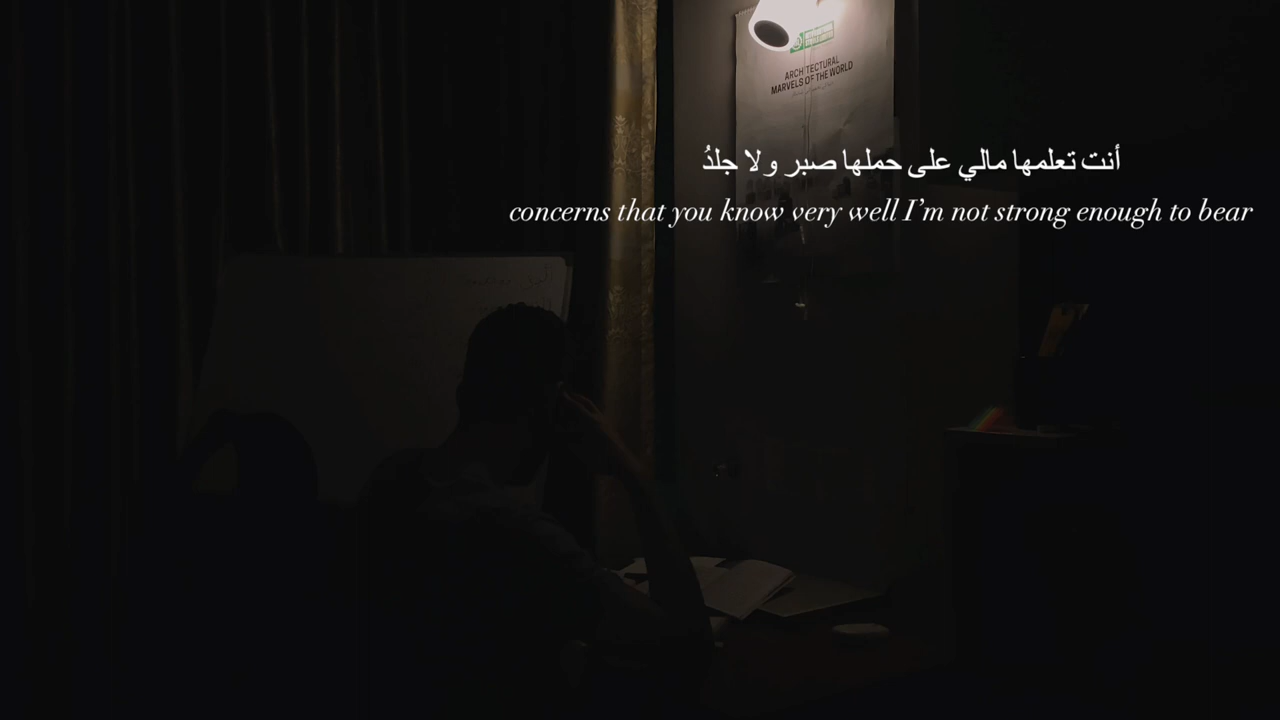 ARCHITECTURAL
MARVELS OF THE WORLD
أنت تعلمها مالي على حملها صبر ولا جلدُ
concerns that you know very well I’m not strong enough to bear